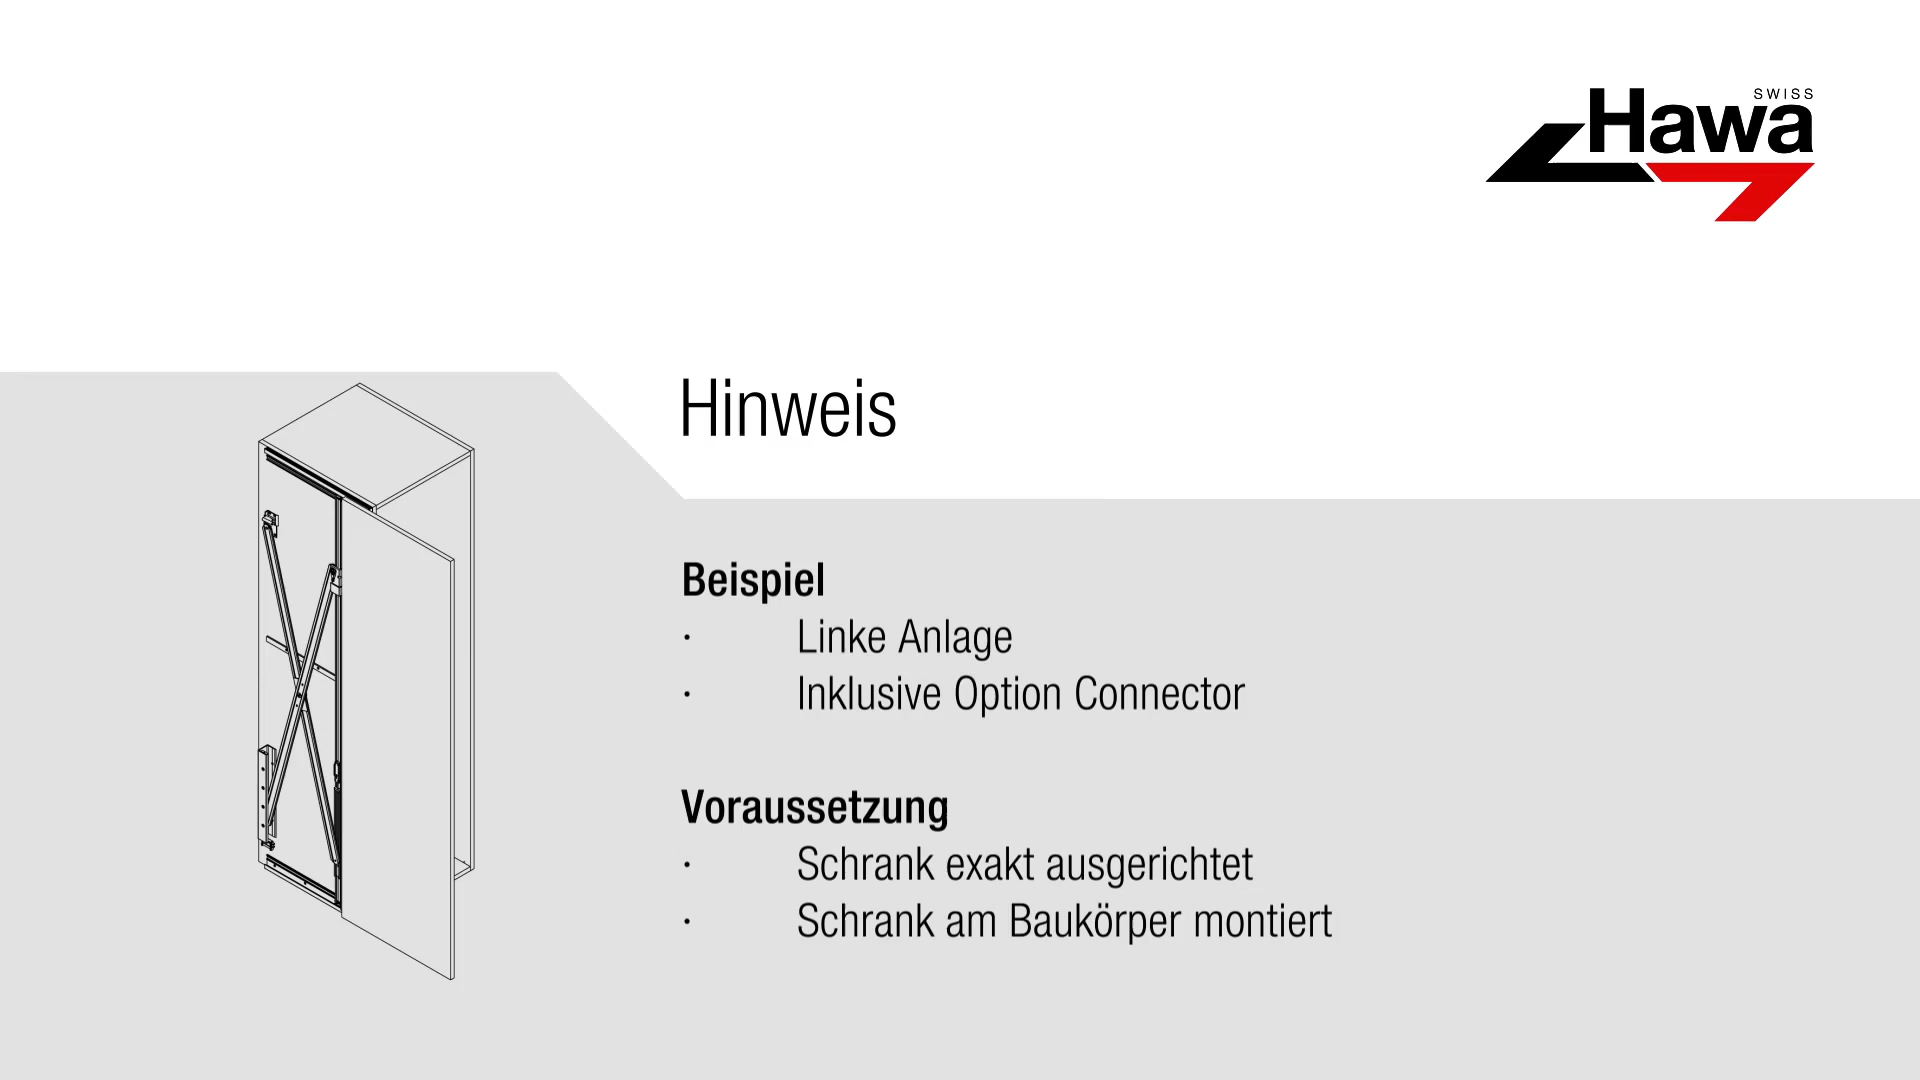 SWISS
Hawa
Hinweis
Beispiel
· Linke Anlage
· Inklusive Option Connector
Voraussetzung
· Schrank exakt ausgerichtet
· Schrank am Baukörper montiert